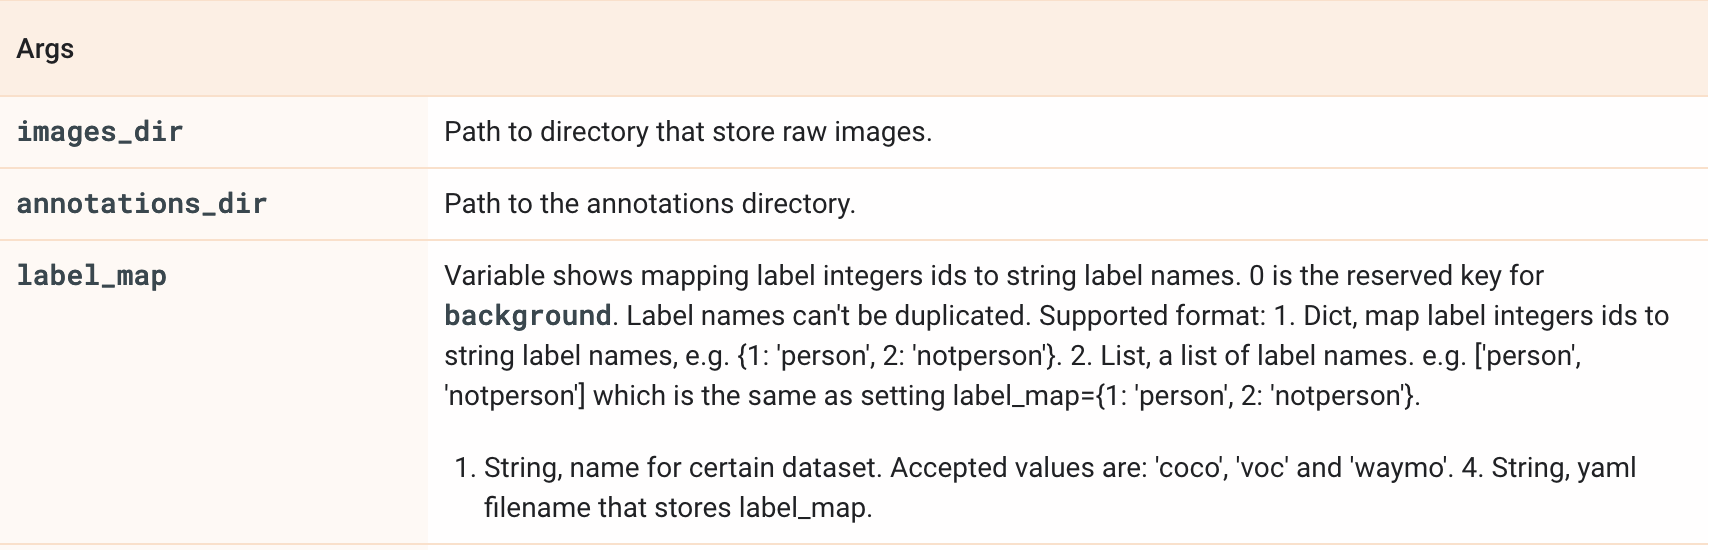 Args
images_dir
Path to directory that store raw images.
annotations_dir
Path to the annotations directory.
label_map
Variable shows mapping label integers ids to string label names. 0 is the reserved key for
background. Label names can't be duplicated. Supported format: 1. Dict, map label integers ids to
string label names, e.g. {1: 'person', 2: 'notperson'}. 2. List, a list of label names. e.g. ['person',
'notperson'] which is the same as setting label_map={1: 'person', 2: 'notperson'}.
1. String, name for certain dataset. Accepted values are: 'coco', 'voc' and 'waymo'. 4. String, yaml
filename that stores label_map.